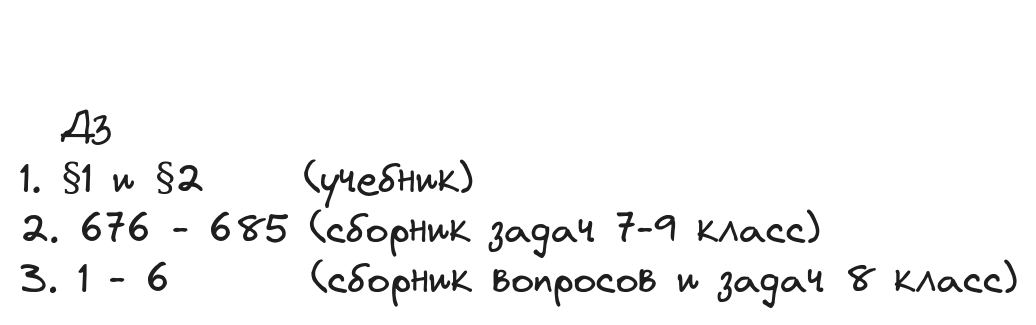 ДЗ
1. §1 и §2 (учебник)
2. 676 - 685 (сборник задач 7-9 класс)
3. 1 - 6 (сборник вопросов и задач 8 класс)